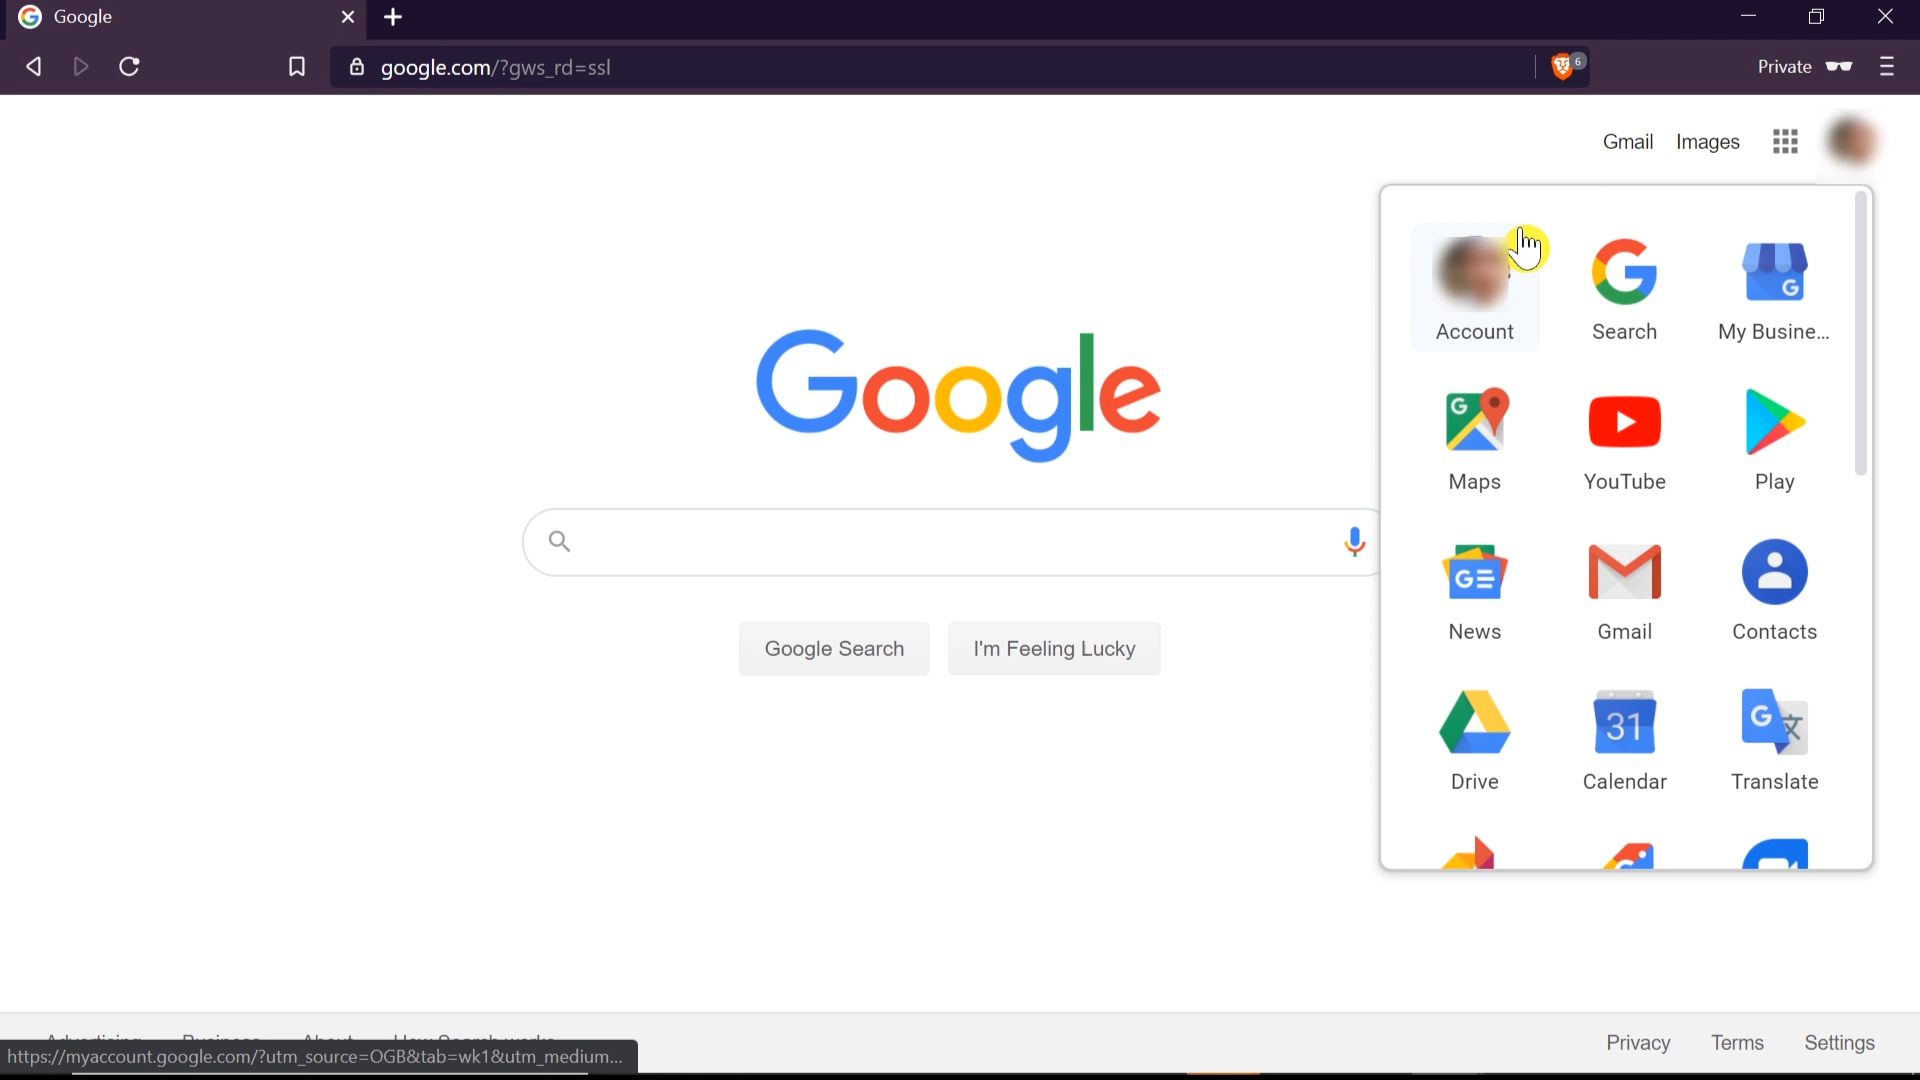 Google
google.com/?gws_rd=ssl
6
Private
Gmail Images
Google
Account Search My Busine...
Maps YouTube Play
News Gmail Contacts
31
Drive Calendar Translate
Google Search I'm Feeling Lucky
Privacy Terms Settings
https://myaccount.google.com/?utm_source=OGB&tab=wk1&utm_medium...